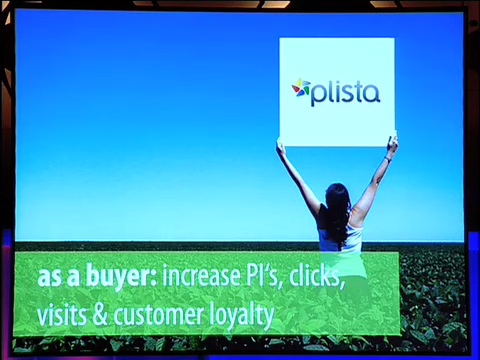 plista
as a buyer: increase PI's, clicks,
visits & customer loyalty